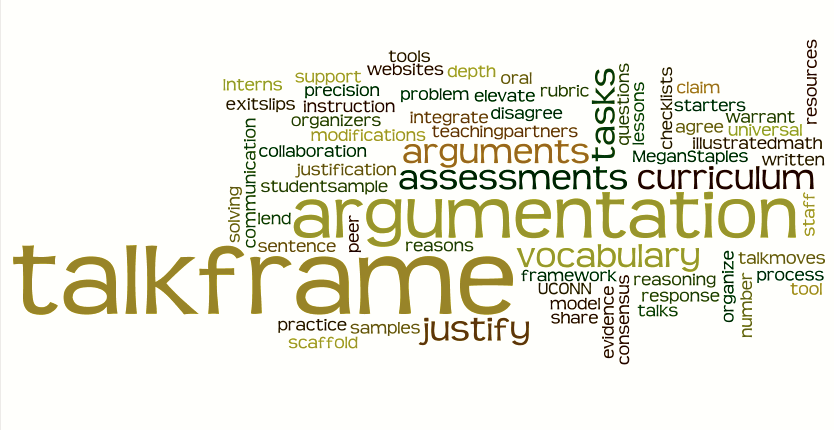 tools
websites
depth
oral
Interns
support
precision
problem
elevate
rubric
exitslips
instruction
organizers
integrate
disagree
modifications
teachingpartners
tasks
questions
lessons
checklists
claim
starters
warrant
resources
agree
universal
illustratedmath
collaboration
arguments
MeganStaples
written
justification
studentsample
assessments
curriculum
communication
solving
lend
argumentation
staff
peer
sentence
reasons
talkframe
vocabulary
talkmoves
framework
reasoning
process
UCONN
response
tool
model
talks
share
evidence
consensus
organize
number
practice
samples
justify
scaffold